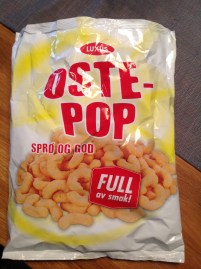 LUXUS
OSTE-
POP
SPRØ OG GOD
FULL
av smak!